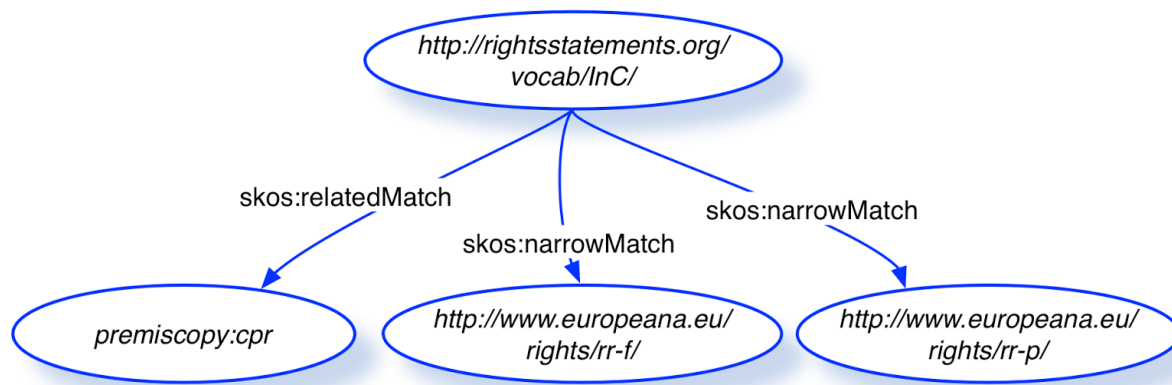 http://rightsstatements.org/
vocab/InC/
skos:relatedMatch
skos:narrowMatch
skos:narrowMatch
premiscopy:cpr
http://www.europeana.eu/
rights/rr-f/
http://www.europeana.eu/
rights/rr-p/